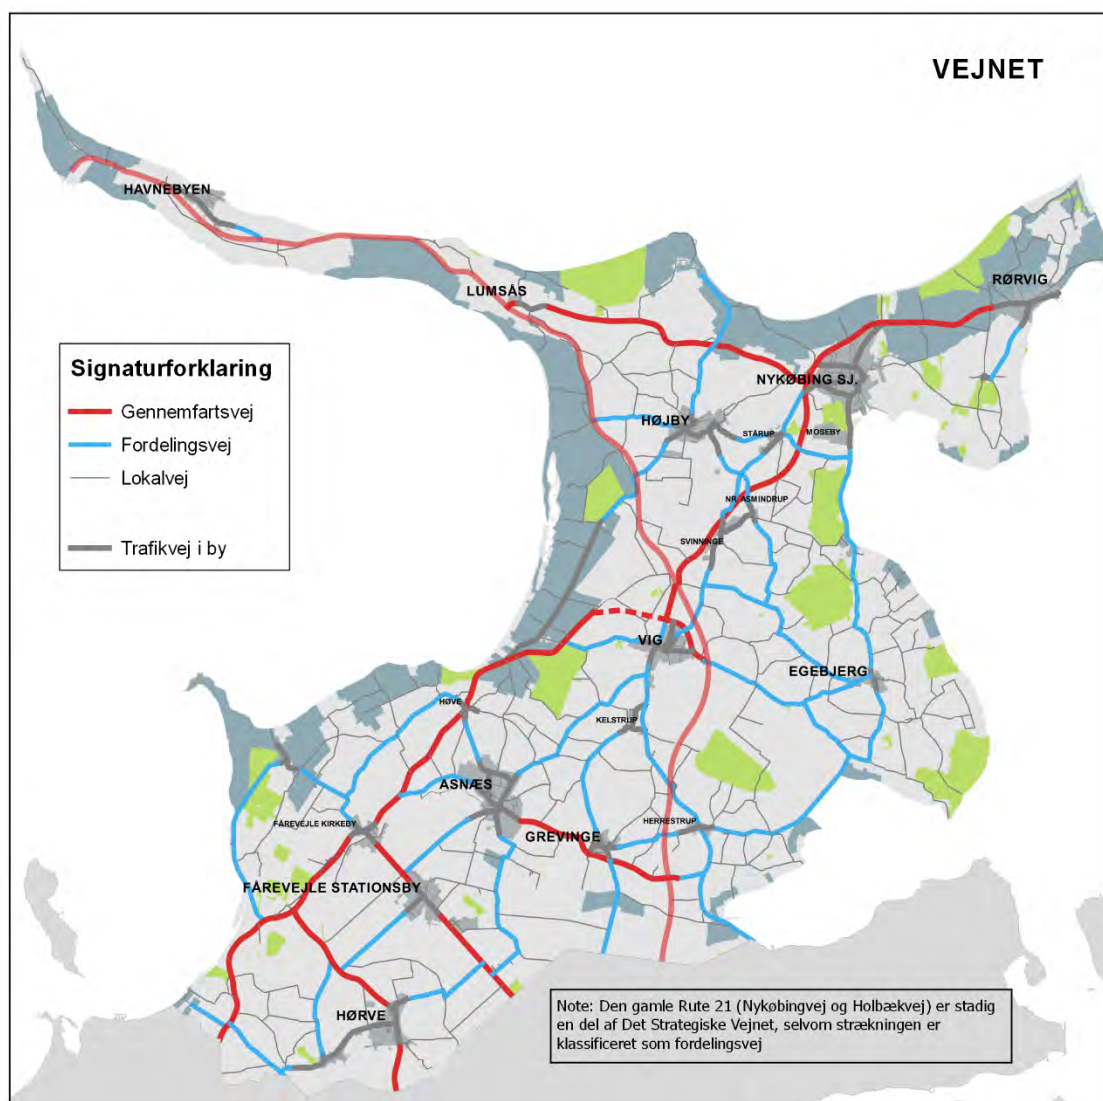 VEJNET
HAVNEBYEN
LUMSÅS
RØRVIG
Signaturforklaring
Gennemfartsvej
Fordelingsvej
Lokalvej
Trafikvej i by
NYKØBING SJ.
HØJBY
STÅRUP
MOSEBY
NR. ASMINDRUP
SVINNINGE
VIG
EGEBJERG
HØVE
KELSTRUP
ASNÆS
FÅREVEJLE KIRKEBY
GREVINGE
HERRESTRUP
FÅREVEJLE STATIONSBY
HØRVE
Note: Den gamle Rute 21 (Nykøbingvej og Holbækvej) er stadig
en del af Det Strategiske Vejnet, selvom strækningen er
klassificeret som fordelingsvej